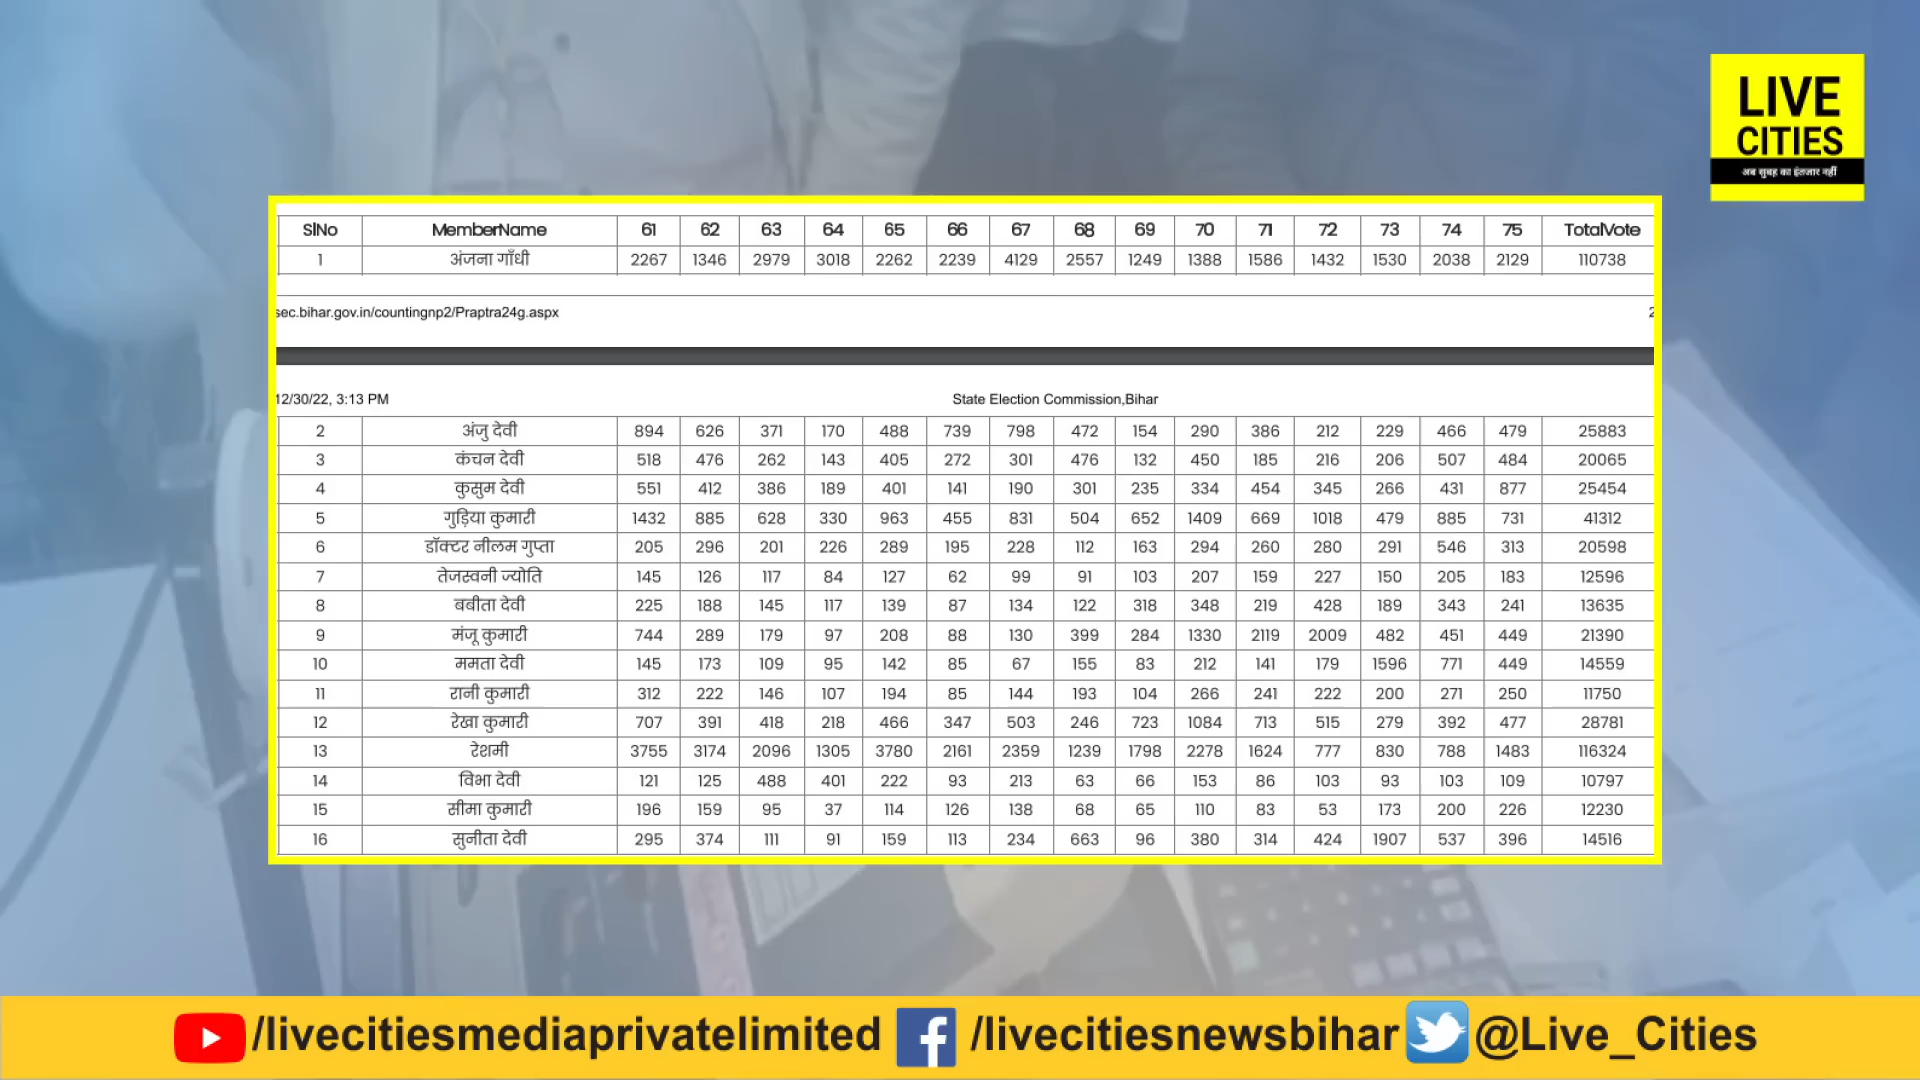 LIVE
CITIES
अब सुबह का इंतजार नहीं
SlNo MemberName 61 62 63 64 65 66 67 68 69 70 71 72 73 74 75 TotalVote
1 अंजना गाँधी 2267 1346 2979 3018 2262 2239 4129 2557 1249 1388 1586 1432 1530 2038 2129 110738
sec.bihar.gov.in/countingnp2/Praptra24g.aspx
12/30/22, 3:13 PM State Election Commission,Bihar
2 अंजु देवी 894 626 371 170 488 739 798 472 154 290 386 212 229 466 479 25883
3 कंचन देवी 518 476 262 143 405 272 301 476 132 450 185 216 206 507 484 20065
4 कुसुम देवी 551 412 386 189 401 141 190 301 235 334 454 345 266 431 877 25454
5 गुड़िया कुमारी 1432 885 628 330 963 455 831 504 652 1409 669 1018 479 885 731 41312
6 डॉक्टर नीलम गुप्ता 205 296 201 226 289 195 228 112 163 294 260 280 291 546 313 20598
7 तेजस्वनी ज्योति 145 126 117 84 127 62 99 91 103 207 159 227 150 205 183 12596
8 बबीता देवी 225 188 145 117 139 87 134 122 318 348 219 428 189 343 241 13635
9 मंजू कुमारी 744 289 179 97 208 88 130 399 284 1330 2119 2009 482 451 449 21390
10 ममता देवी 145 173 109 95 142 85 67 155 83 212 141 179 1596 771 449 14559
11 रानी कुमारी 312 222 146 107 194 85 144 193 104 266 241 222 200 271 250 11750
12 रेखा कुमारी 707 391 418 218 466 347 503 246 723 1084 713 515 279 392 477 28781
13 रेशमी 3755 3174 2096 1305 3780 2161 2359 1239 1798 2278 1624 777 830 788 1483 116324
14 विभा देवी 121 125 488 401 222 93 213 63 66 153 86 103 93 103 109 10797
15 सीमा कुमारी 196 159 95 37 114 126 138 68 65 110 83 53 173 200 226 12230
16 सुनीता देवी 295 374 111 91 159 113 234 663 96 380 314 424 1907 537 396 14516
/livecitiesmediaprivatelimited /livecitiesnewsbihar @Live_Cities